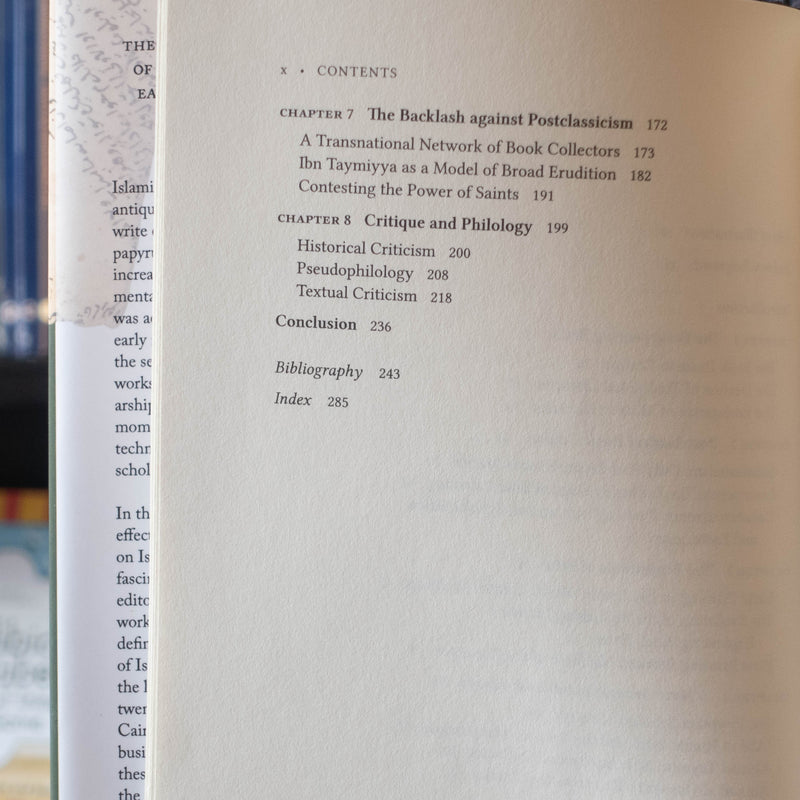 THE
OF
EA
Islami
antiqu
write
papyr
increa
menta
was a
early
the se
works
arship
mom
techn
schol
In th
effec
on Is
fascin
edito
work
defin
of Is
the l
twen
Cair
busi
thes
the
x • CONTENTS
CHAPTER 7 The Backlash against Postclassicism 172
A Transnational Network of Book Collectors 173
Ibn Taymiyya as a Model of Broad Erudition 182
Contesting the Power of Saints 191
CHAPTER 8 Critique and Philology 199
Historical Criticism 200
Pseudophilology 208
Textual Criticism 218
Conclusion 236
Bibliography 243
Index 285